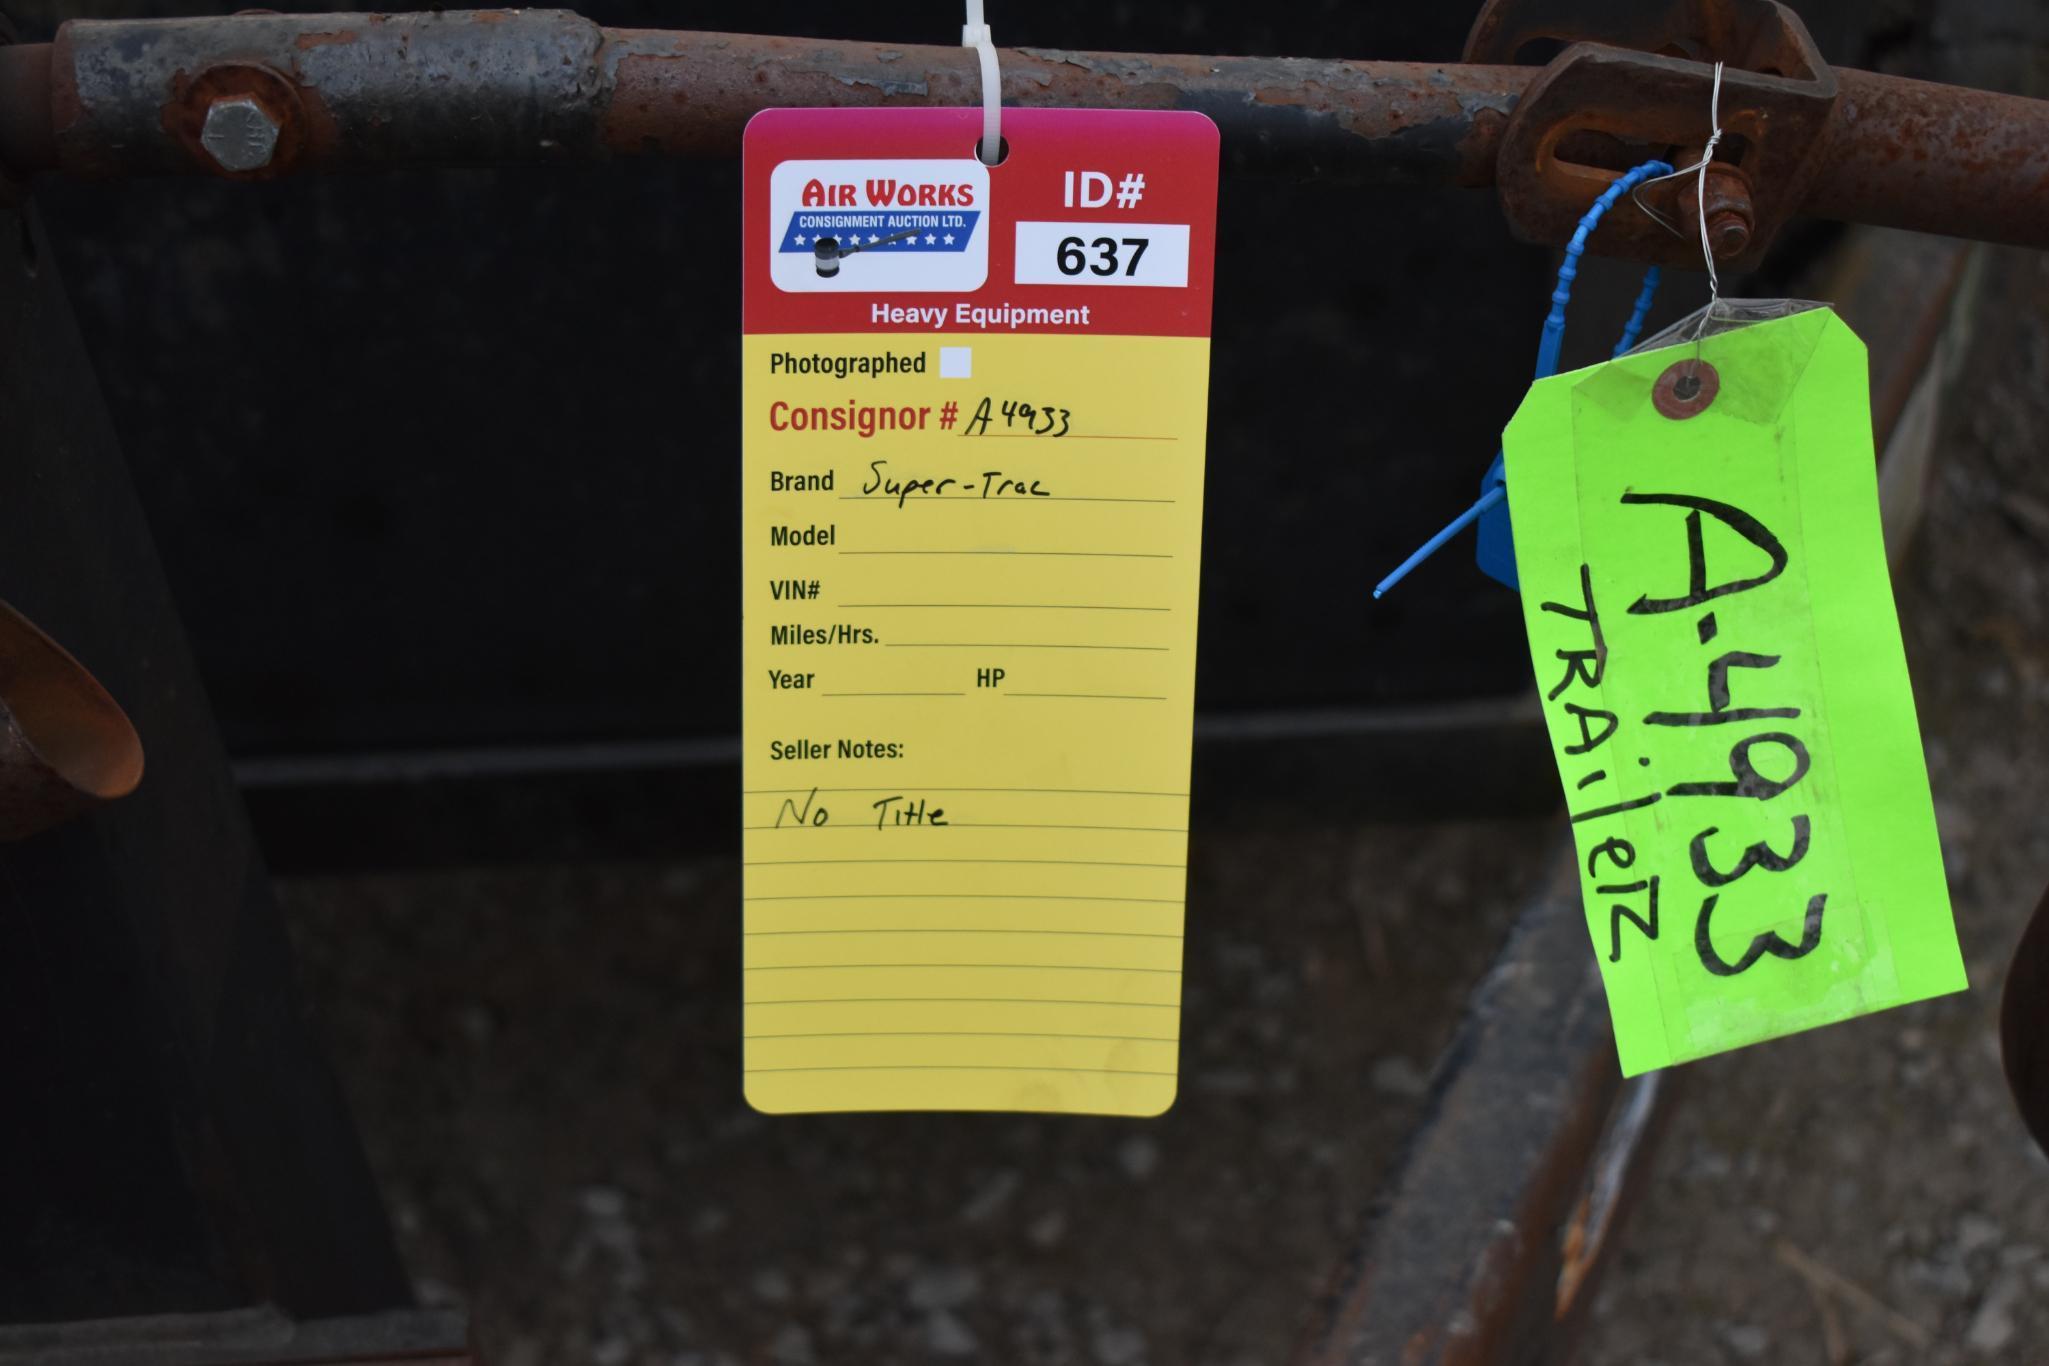 AIR WORKS
CONSIGNMENT AUCTION LTD.
ID#
637
Heavy Equipment
Photographed
Consignor # A4933
Brand Super-Trac
Model
VIN#
Miles/Hrs.
Year HP
Seller Notes:
No Title
A-4933
TRAileR